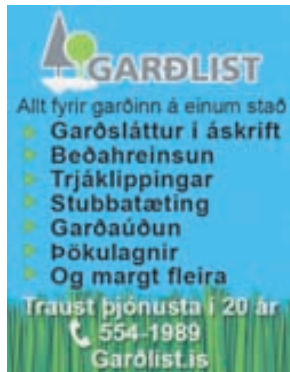 GARÐLIST
Allt fyrir garðinn á einum stað
Garðsláttur í áskrift
Beðahreinsun
Trjáklippingar
Stubbatæting
Garðaúðun
Þökulagnir
Og margt fleira
Traust þjónusta í 20 ár
554-1989
Garðlist.is